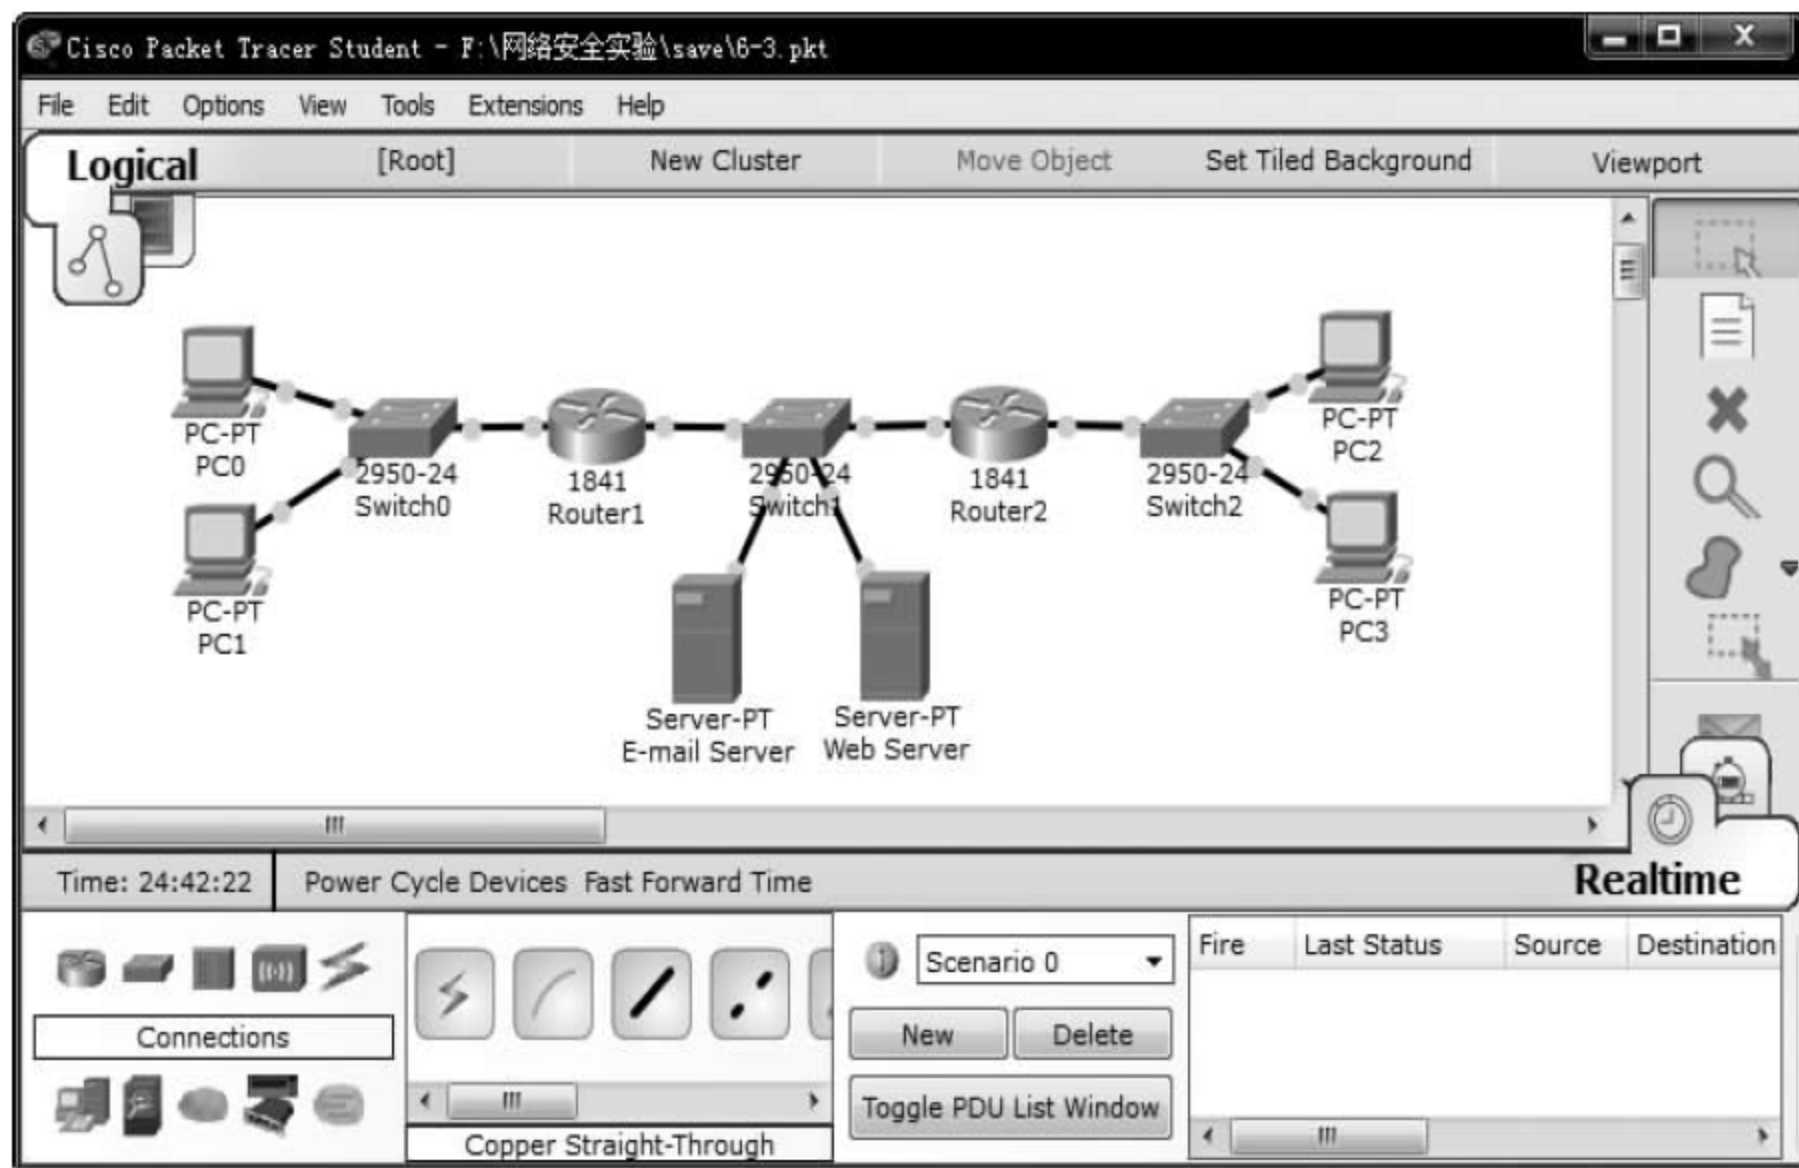 Cisco Packet Tracer Student - F:\网络安全实验\save\6-3.pkt
File Edit Options View Tools Extensions Help
Logical [Root] New Cluster Move Object Set Tiled Background Viewport
PC-PT
PC0
2950-24
Switch0
1841
Router1
2950-24
Switch1
1841
Router2
2950-24
Switch2
PC-PT
PC2
PC-PT
PC1
PC-PT
PC3
Server-PT
E-mail Server
Server-PT
Web Server
Time: 24:42:22 Power Cycle Devices Fast Forward Time Realtime
Connections
Copper Straight-Through
Scenario 0
New Delete
Toggle PDU List Window
Fire Last Status Source Destination